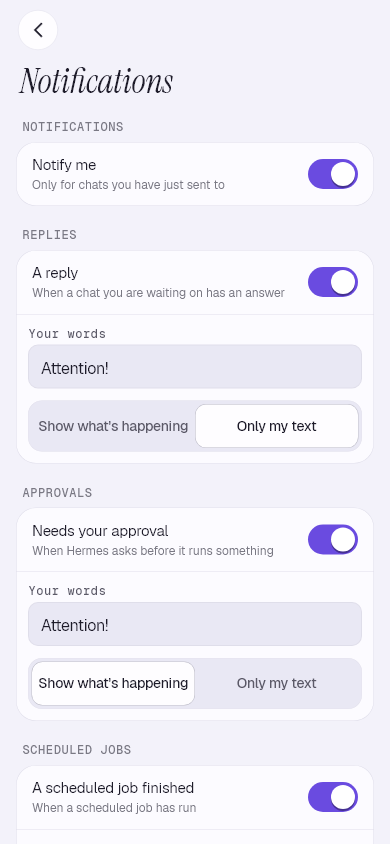 Notifications
NOTIFICATIONS
Notify me
Only for chats you have just sent to
REPLIES
A reply
When a chat you are waiting on has an answer
Your words
Attention!
Show what's happening
Only my text
APPROVALS
Needs your approval
When Hermes asks before it runs something
Your words
Attention!
Show what's happening
Only my text
SCHEDULED JOBS
A scheduled job finished
When a scheduled job has run